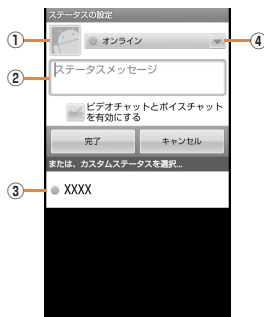 ステータスの設定
① オンライン ④
② ステータスメッセージ
ビデオチャットとボイスチャット
を有効にする
完了 キャンセル
または、カスタムステータスを選択...
③ XXXX